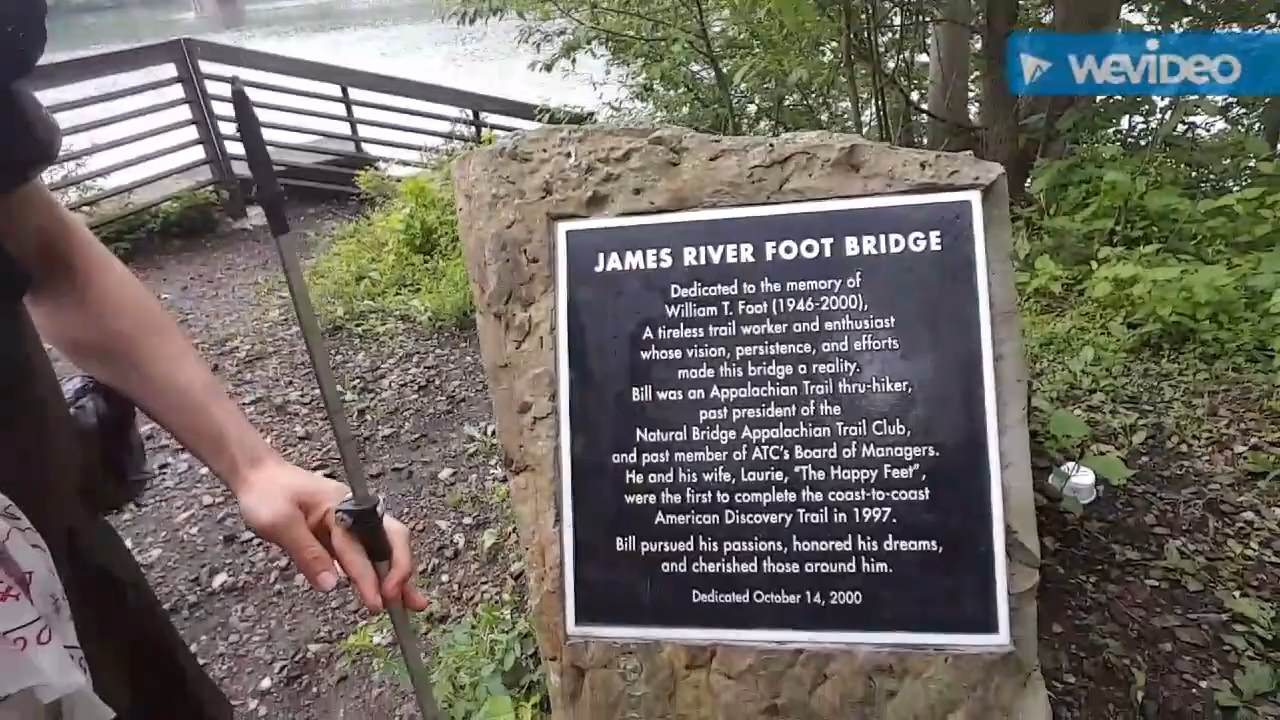 WEVIDEO
JAMES RIVER FOOT BRIDGE
Dedicated to the memory of
William T. Foot (1946-2000),
A tireless trail worker and enthusiast
whose vision, persistence, and efforts
made this bridge a reality.
Bill was an Appalachian Trail thru-hiker,
past president of the
Natural Bridge Appalachian Trail Club,
and past member of ATC's Board of Managers.
He and his wife, Laurie, "The Happy Feet",
were the first to complete the coast-to-coast
American Discovery Trail in 1997.
Bill pursued his passions, honored his dreams,
and cherished those around him.
Dedicated October 14, 2000